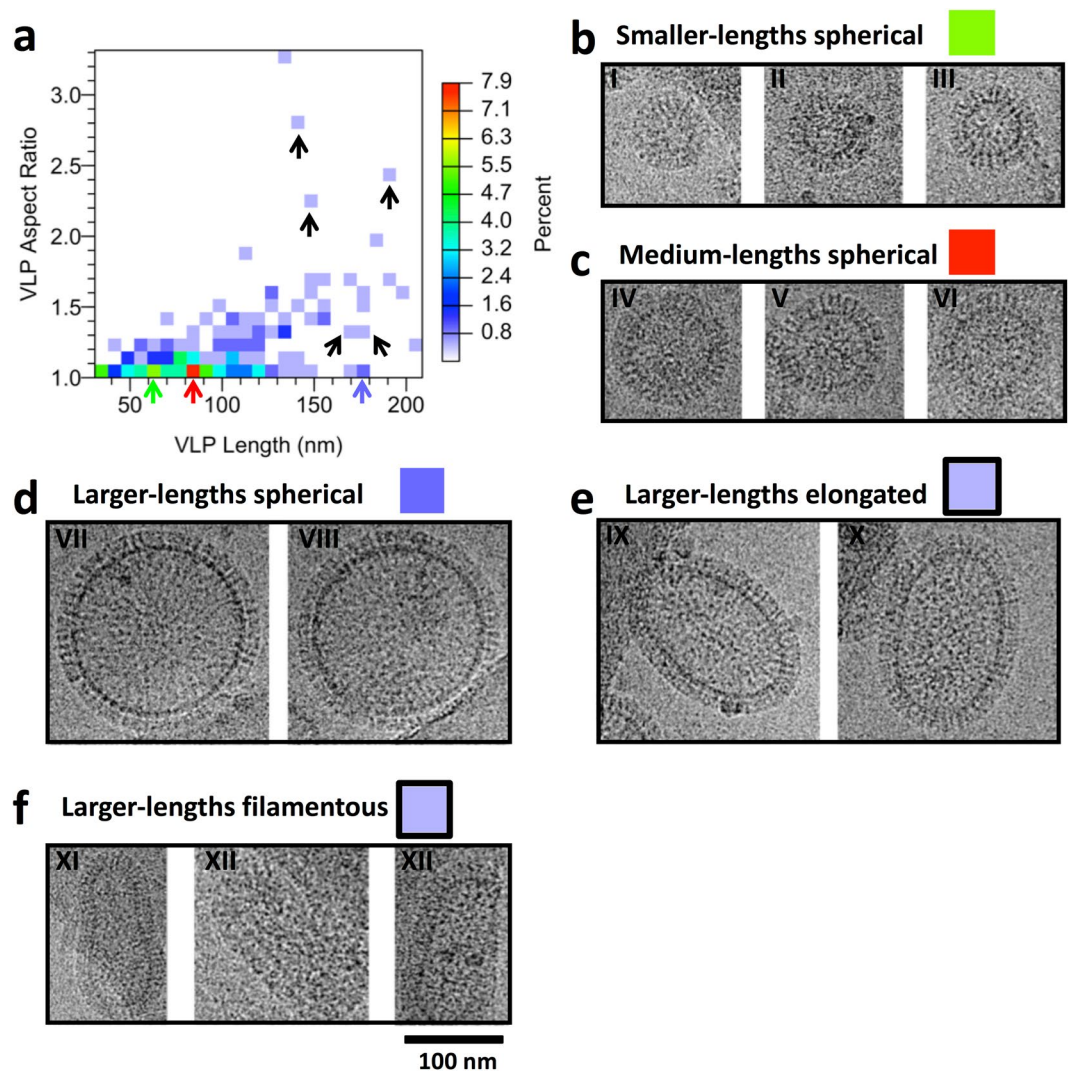 a
VLP Aspect Ratio
3.0
2.5
2.0
1.5
1.0
50
100
150
200
VLP Length (nm)
7.9
7.1
6.3
5.5
4.7
4.0
3.2
2.4
1.6
0.8
Percent
b Smaller-lengths spherical
I II III
c Medium-lengths spherical
IV V VI
d Larger-lengths spherical
VII VIII
e Larger-lengths elongated
IX X
f Larger-lengths filamentous
XI XII XII
100 nm